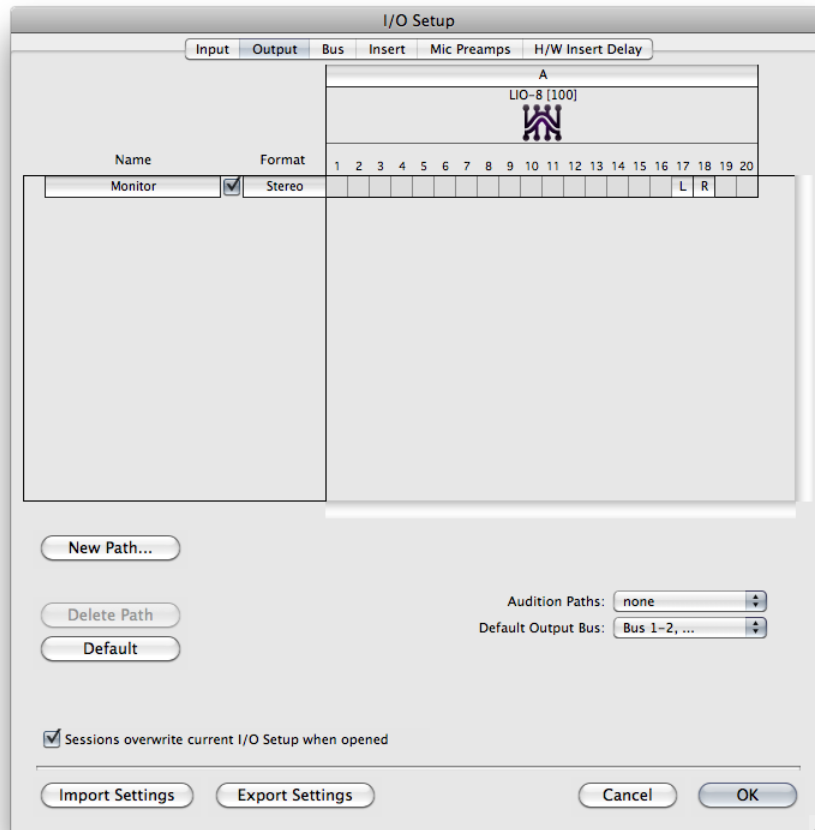 I/O Setup
Input Output Bus Insert Mic Preamps H/W Insert Delay
A
LIO-8 [100]
Name Format 1 2 3 4 5 6 7 8 9 10 11 12 13 14 15 16 17 18 19 20
Monitor Stereo L R
New Path...
Audition Paths: none
Delete Path
Default Output Bus: Bus 1-2, ...
Default
Sessions overwrite current I/O Setup when opened
Import Settings Export Settings Cancel OK